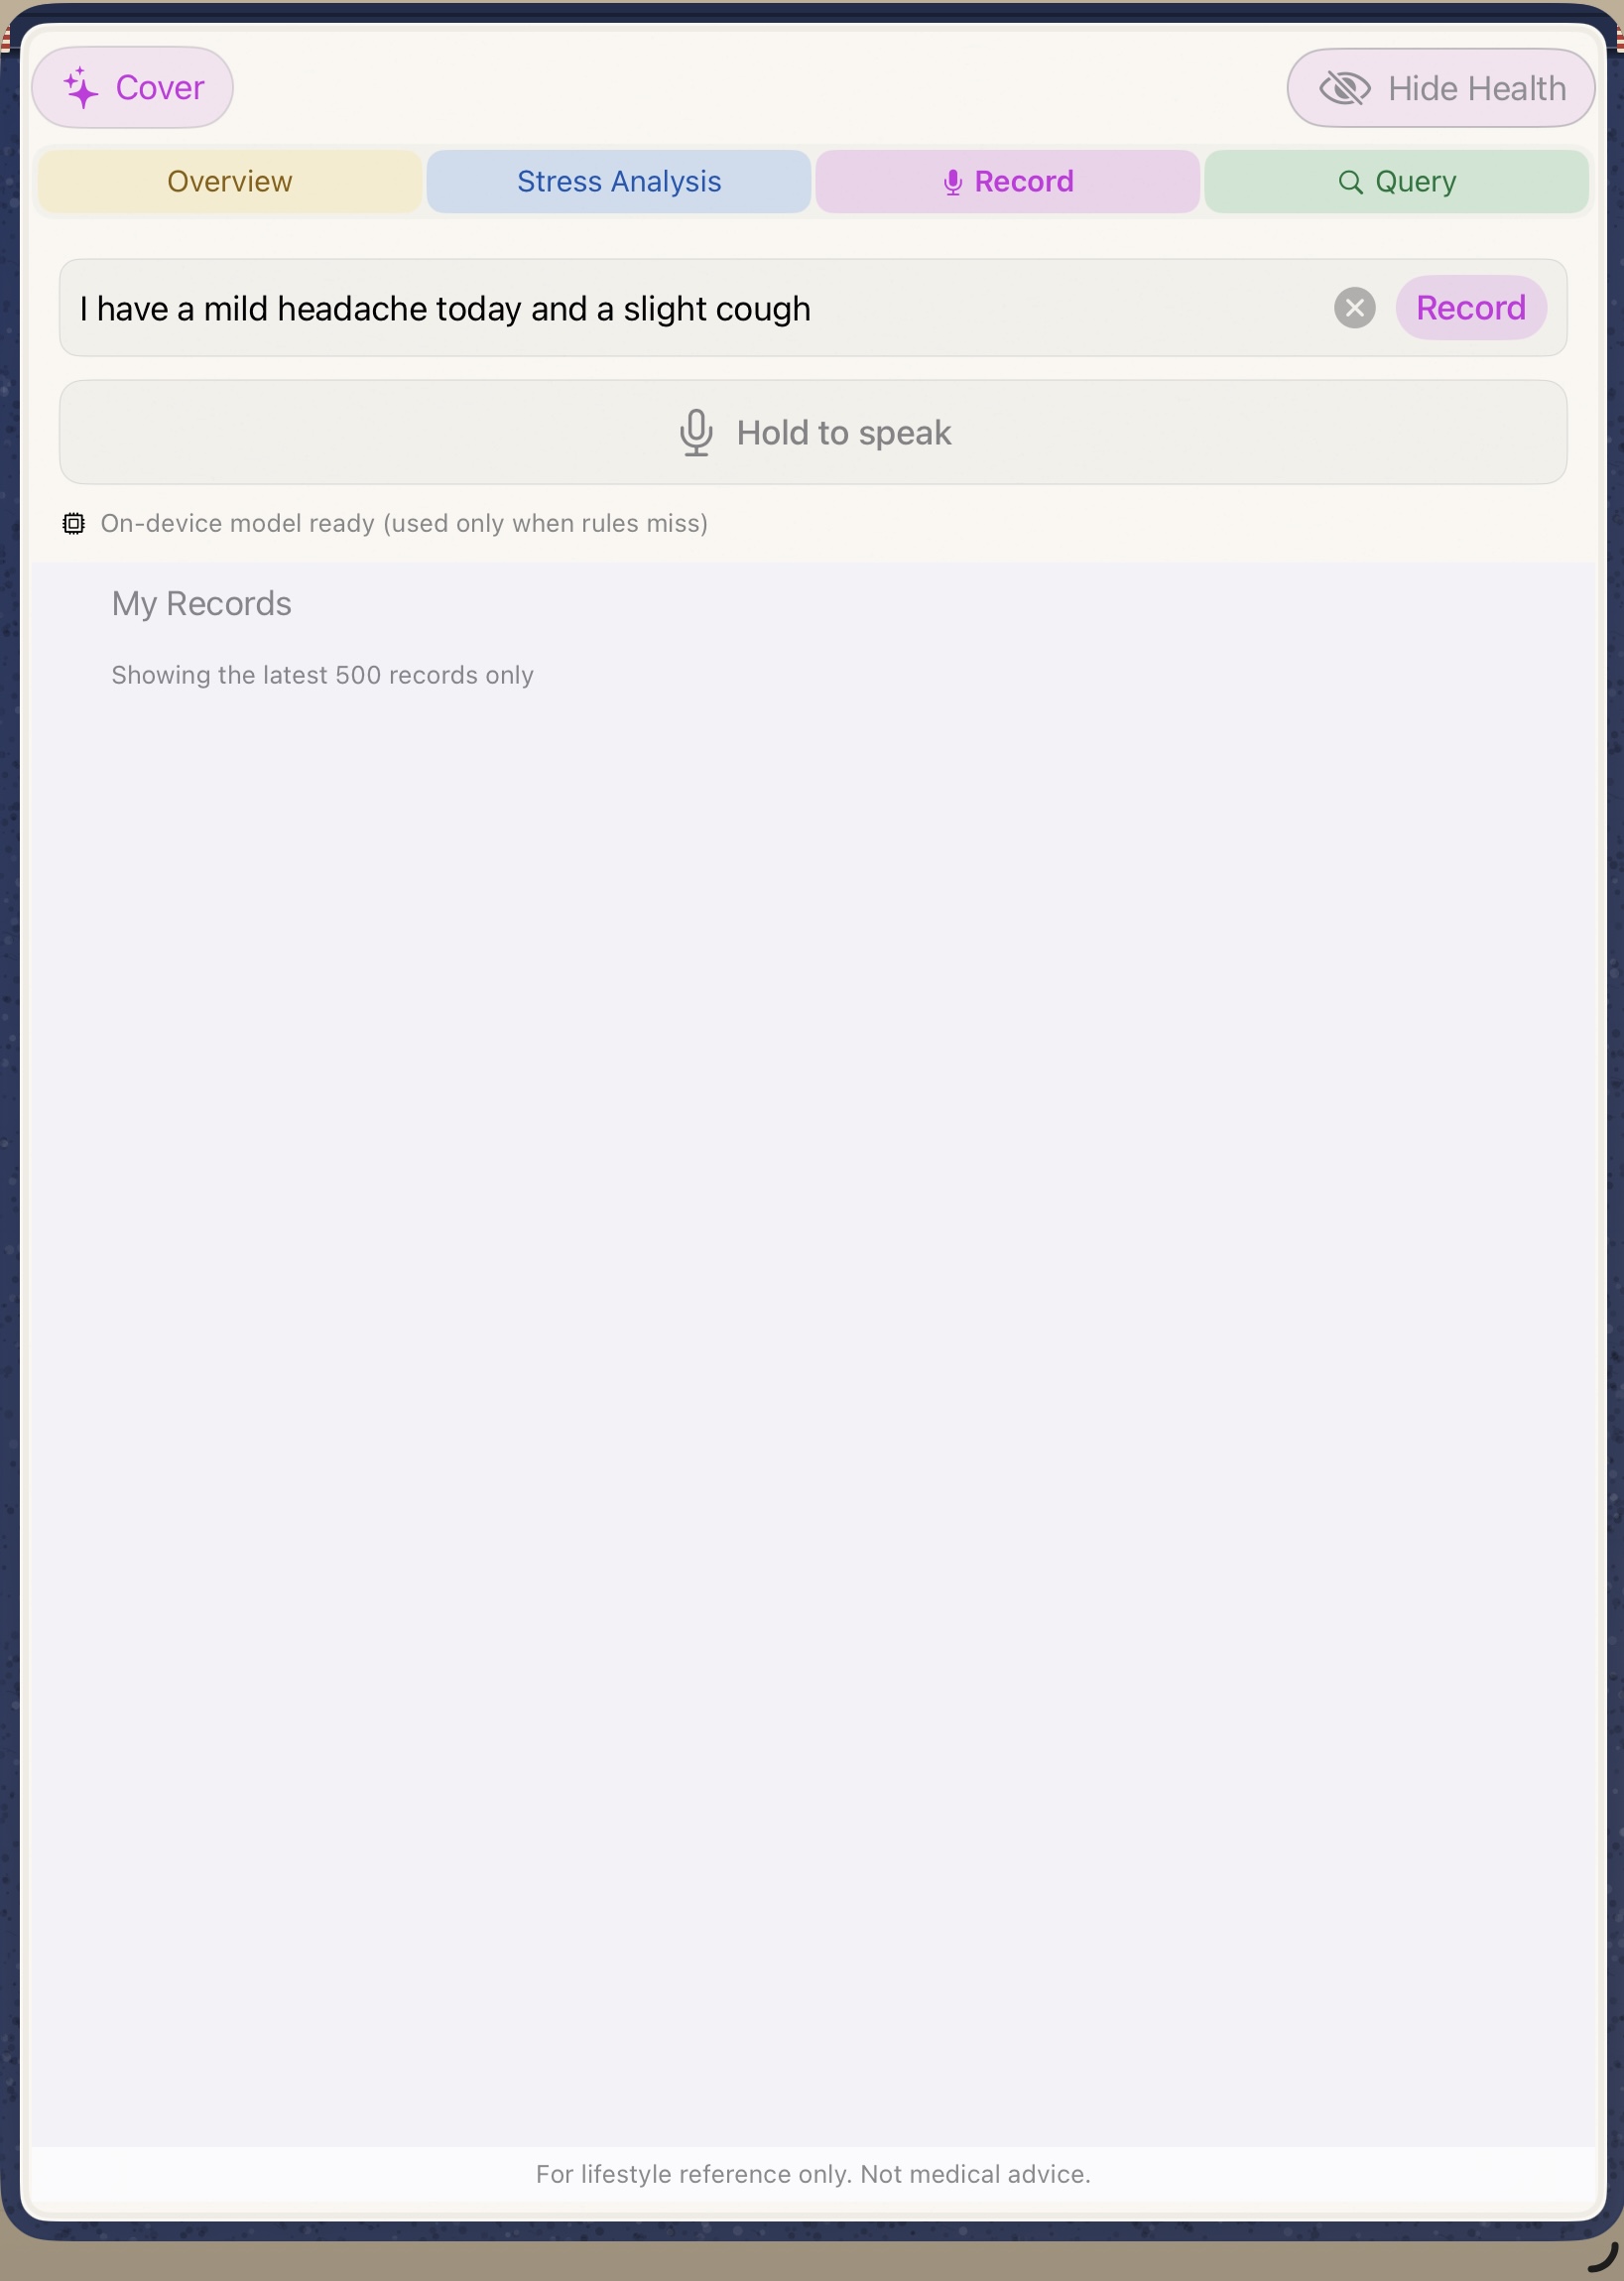 Cover
Hide Health
Overview
Stress Analysis
Record
Query
I have a mild headache today and a slight cough
Record
Hold to speak
On-device model ready (used only when rules miss)
My Records
Showing the latest 500 records only
For lifestyle reference only. Not medical advice.